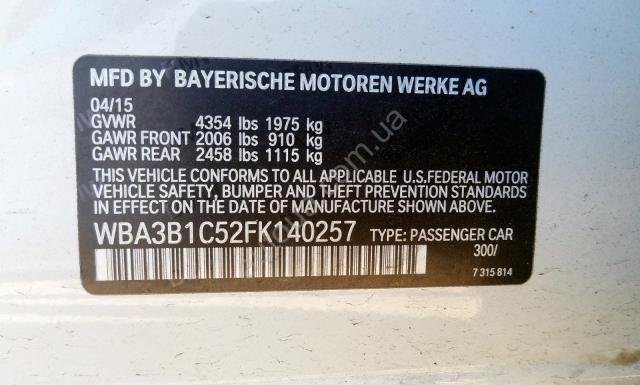 MFD BY BAYERISCHE MOTOREN WERKE AG
04/15
GVWR 4354 lbs 1975 kg
GAWR FRONT 2006 lbs 910 kg
GAWR REAR 2458 lbs 1115 kg
THIS VEHICLE CONFORMS TO ALL APPLICABLE U.S.FEDERAL MOTOR
VEHICLE SAFETY, BUMPER AND THEFT PREVENTION STANDARDS
IN EFFECT ON THE DATE OF MANUFACTURE SHOWN ABOVE.
WBA3B1C52FK140257 TYPE: PASSENGER CAR
300/
7 315 814